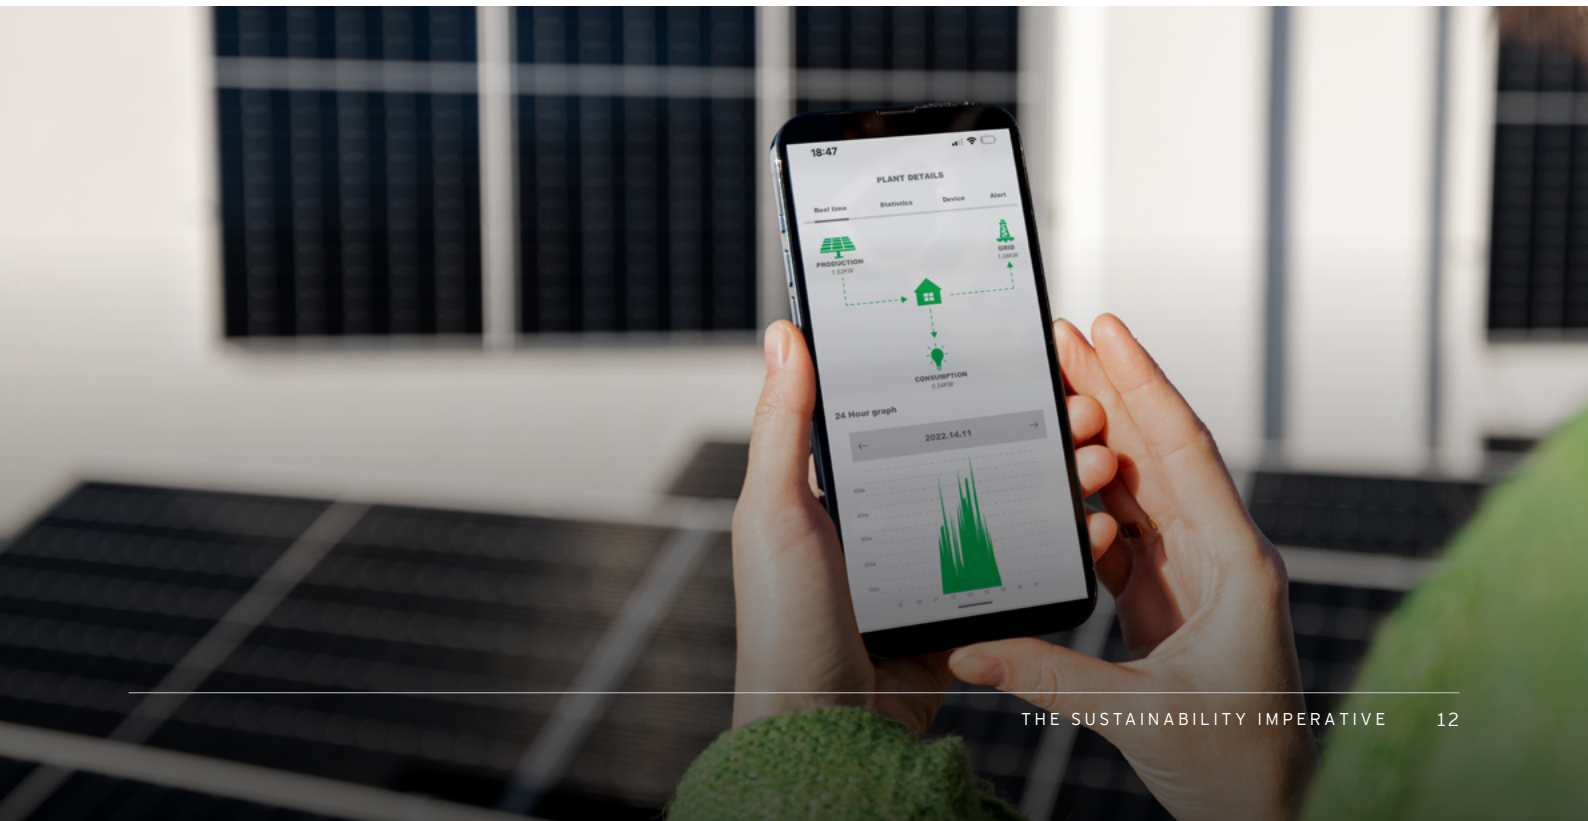 18:47
PLANT DETAILS
Real time Statistics Device Alert
PRODUCTION
GRID
CONSUMPTION
24 Hour graph
← 2022.14.11 →
THE SUSTAINABILITY IMPERATIVE 12